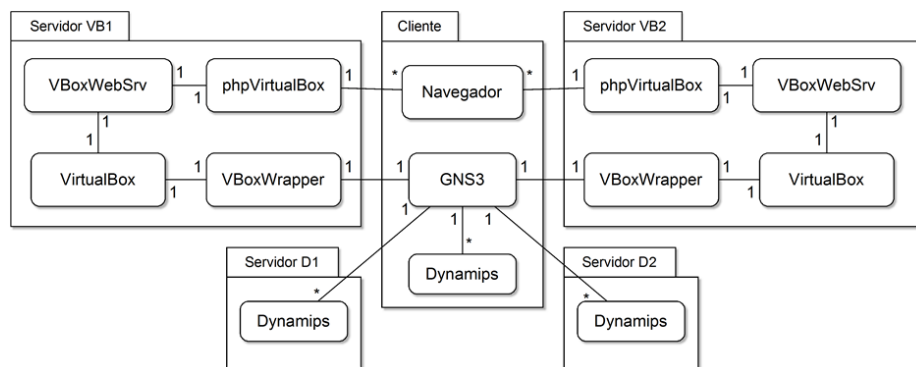 Servidor VB1
Cliente
Servidor VB2
VBoxWebSrv
1
1
phpVirtualBox
1
*
Navegador
*
1
phpVirtualBox
1
1
VBoxWebSrv
1
1
1
1
VirtualBox
1
1
VBoxWrapper
1
1
GNS3
1
1
VBoxWrapper
1
1
VirtualBox
1
1
1
*
*
*
Servidor D1
Dynamips
Dynamips
Servidor D2
Dynamips